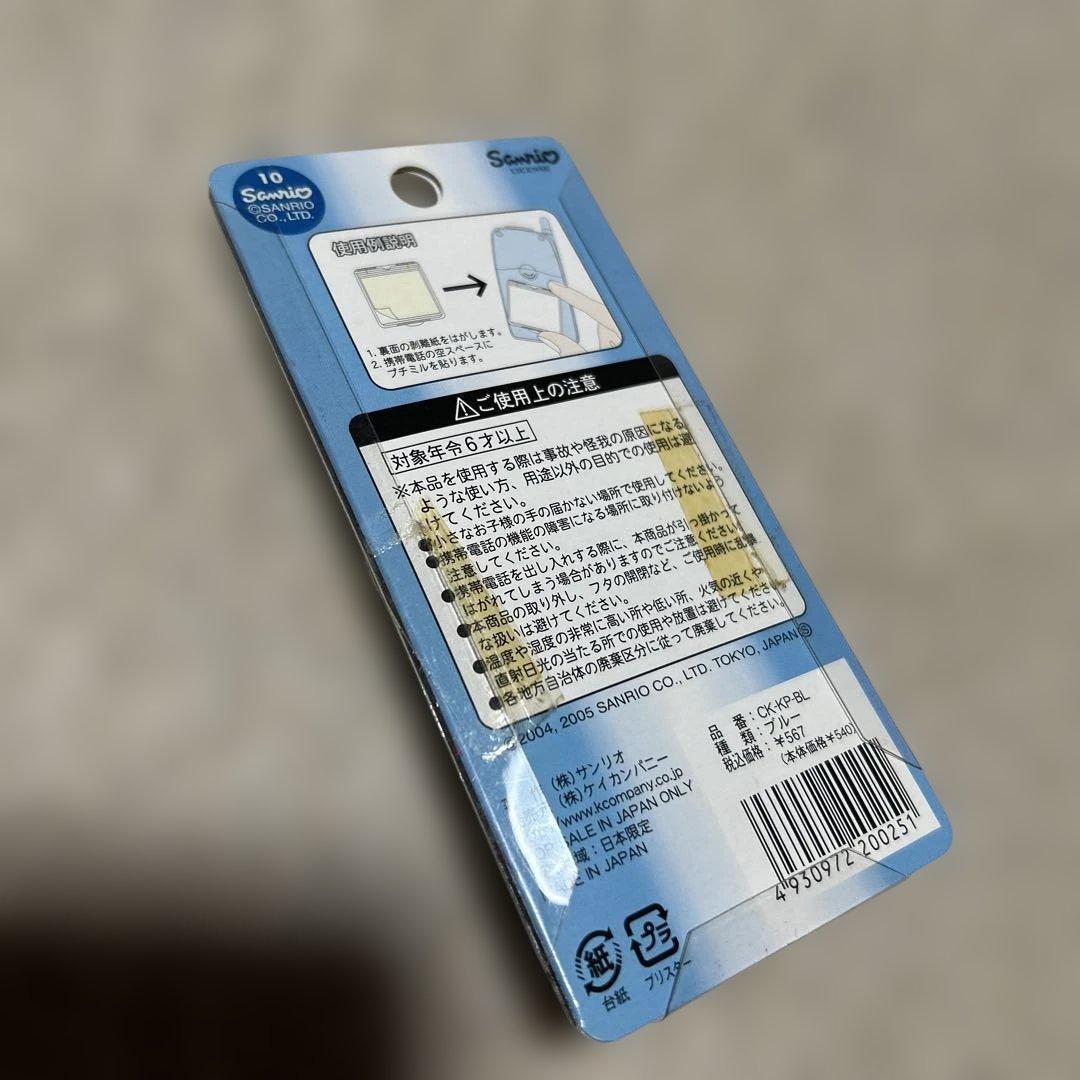 10
Sanrio
©SANRIO
CO.,LTD.
Sanrio
LICENSE
使用例説明
1. 裏面の剥離紙をはがします。
2. 携帯電話の空スペースに
プチミルを貼ります。
⚠ご使用上の注意
対象年令6才以上
※本品を使用する際は事故や怪我の原因になる
ような使い方、用途以外の目的での使用は避
けてください。
●小さなお子様の手の届かない場所で使用してください。
●携帯電話の機能の障害になる場所に取り付けないよう
注意してください。
●携帯電話を出し入れする際に、本商品が引っ掛かって
はがれてしまう場合がありますのでご注意ください。
●本商品の取り外し、フタの開閉など、ご使用時に乱暴
な扱いは避けてください。
●温度や湿度の非常に高い所や低い所、火気の近くや
直射日光の当たる所での使用や放置は避けてください。
●各地方自治体の廃棄区分に従って廃棄してください。
©2004, 2005 SANRIO CO., LTD. TOKYO, JAPAN Ⓢ
品 番：CK-KP-BL
種 類：ブルー
税込価格：¥567
(本体価格¥540)
(株)サンリオ
(株)ケイカンパニー
/www.kcompany.co.jp
SALE IN JAPAN ONLY
域：日本限定
E IN JAPAN
4 930972 200251
紙
台紙
プラ
ブリスター